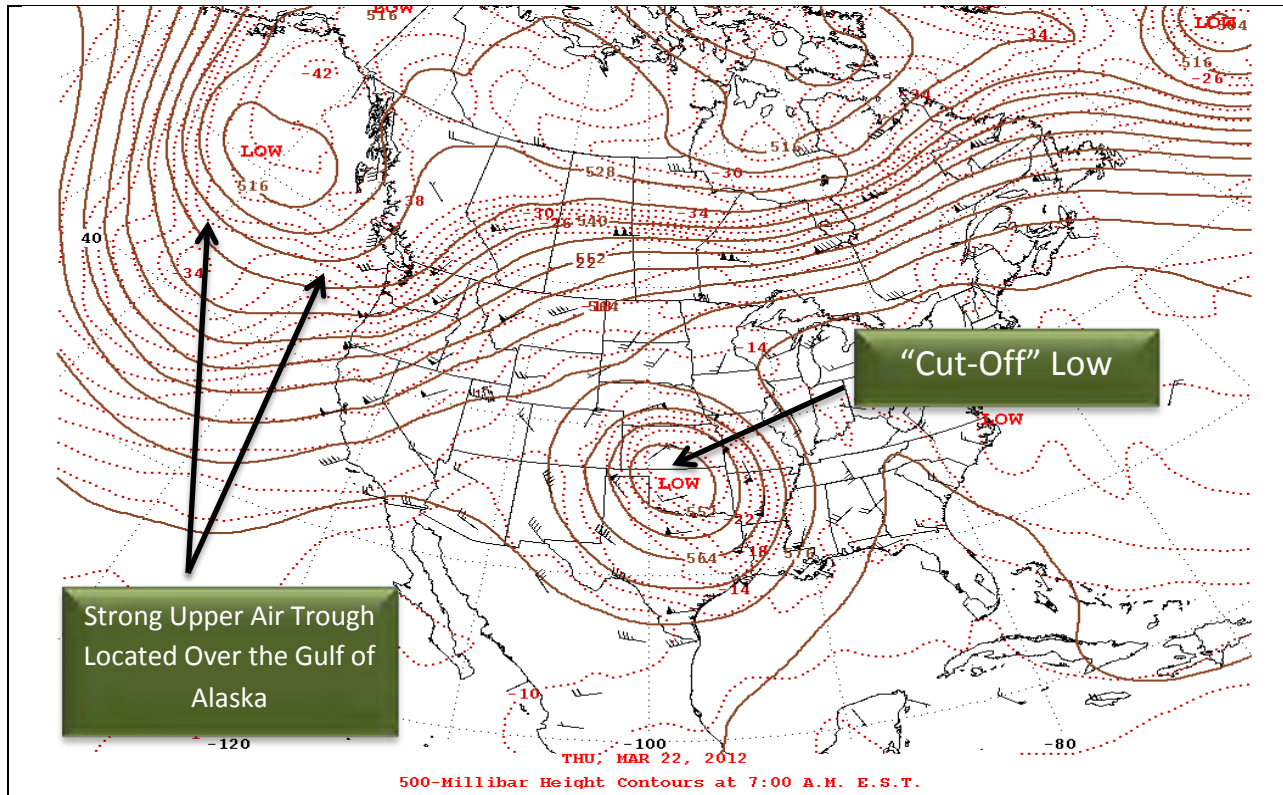 LOW
516
LOW
504
516
-26
-34
-42
LOW
516
-30
528
38
-30
-34
-26
540
40
34
552
22
564
-14
"Cut-Off" Low
LOW
LOW
552
22
564
18
576
14
Strong Upper Air Trough
Located Over the Gulf of
Alaska
-10
-120
-100
-80
THU, MAR 22, 2012
500-Millibar Height Contours at 7:00 A.M. E.S.T.